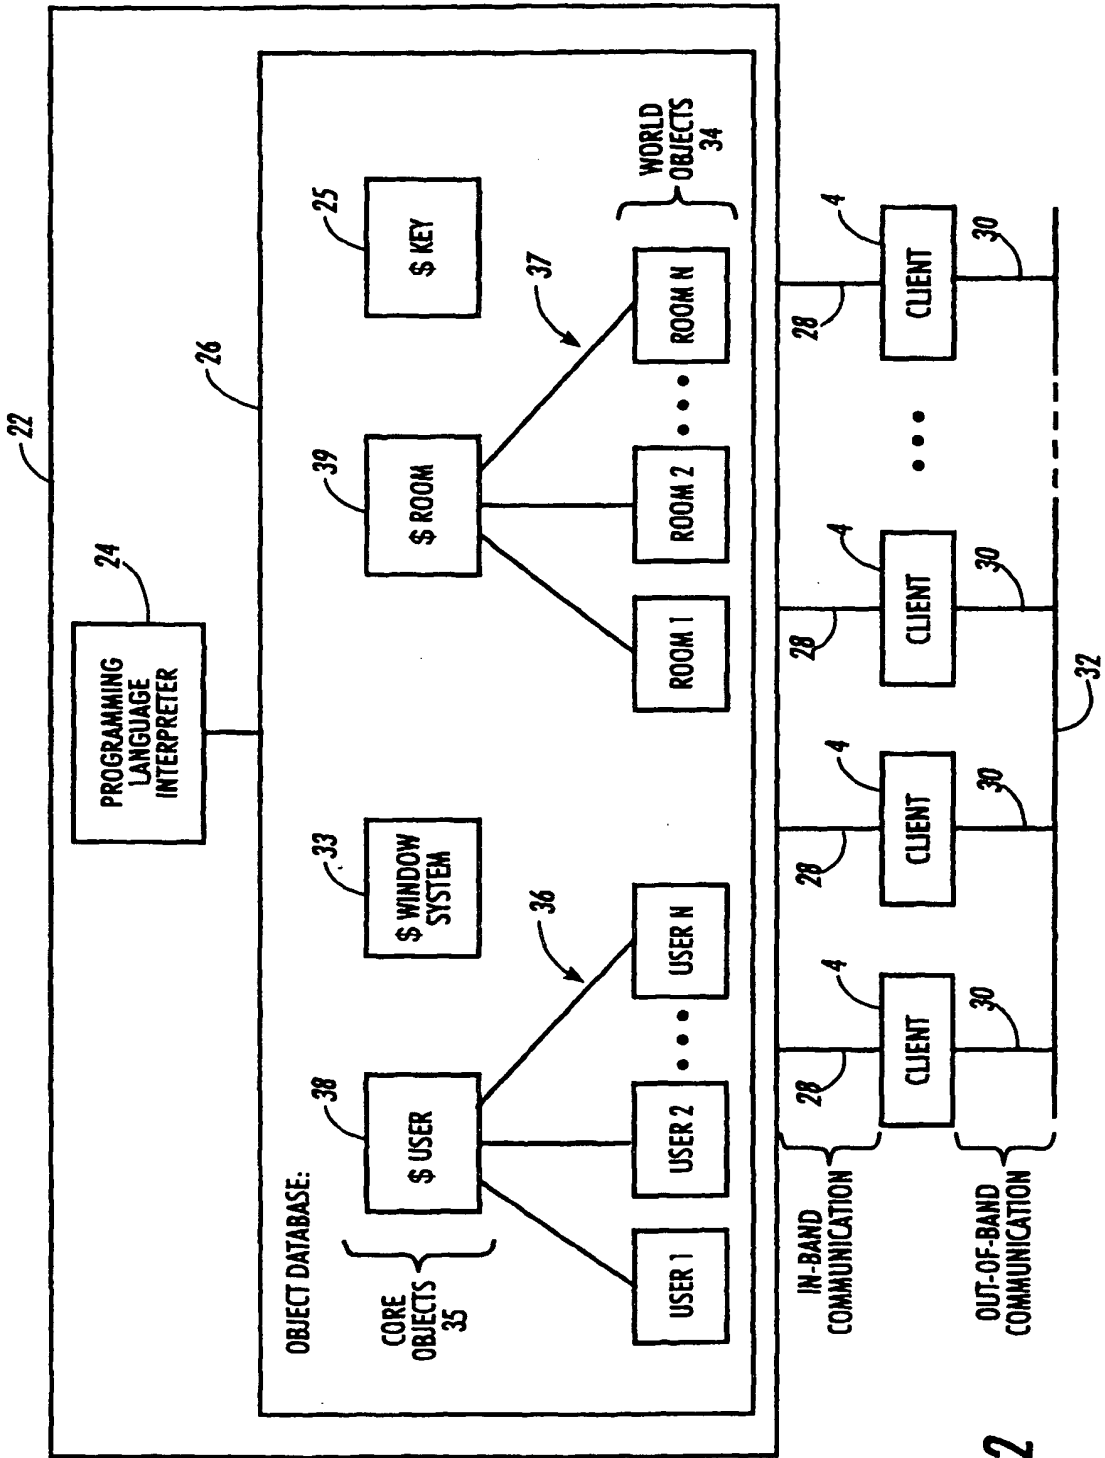 22
24
PROGRAMMING
LANGUAGE
INTERPRETER
26
OBJECT DATABASE:
CORE
OBJECTS
35
38
$ USER
33
$ WINDOW
SYSTEM
39
$ ROOM
25
$ KEY
36
37
WORLD
OBJECTS
34
USER 1
USER 2
USER N
ROOM 1
ROOM 2
ROOM N
IN-BAND
COMMUNICATION
28
28
28
28
4
4
4
4
CLIENT
CLIENT
CLIENT
CLIENT
OUT-OF-BAND
COMMUNICATION
30
30
30
30
32
2